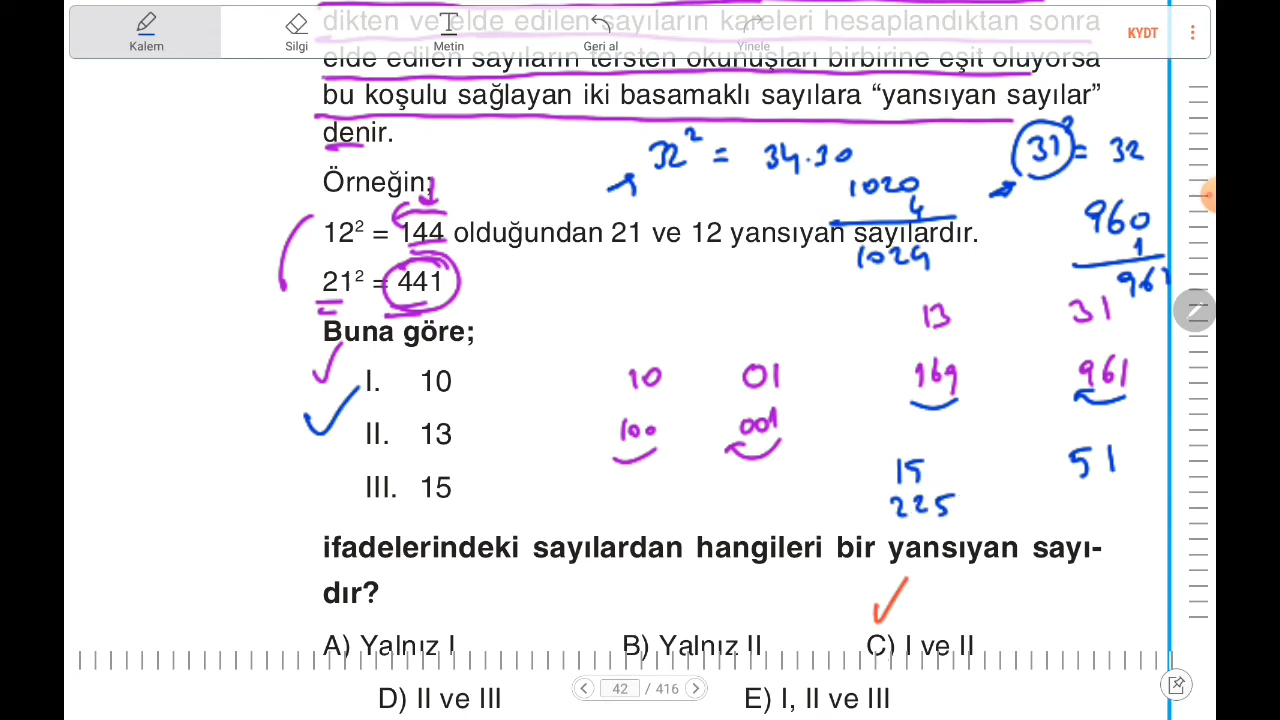 Kalem
Silgi
Metin
Geri al
Yinele
KYDT
dikten ve elde edilen sayıların kareleri hesaplandıktan sonra
elde edilen sayıların tersten okunuşları birbirine eşit oluyorsa
bu koşulu sağlayan iki basamaklı sayılara “yansıyan sayılar”
denir.
32² = 34.30
31² = 32
1020
4
1024
960
1
961
Örneğin;
12² = 144 olduğundan 21 ve 12 yansıyan sayılardır.
21² = 441
Buna göre;
13 31
I. 10
10 01
169 961
II. 13
100 001
III. 15
15 51
225
ifadelerindeki sayılardan hangileri bir yansıyan sayı-
dır?
A) Yalnız I B) Yalnız II C) I ve II
D) II ve III E) I, II ve III
42 / 416